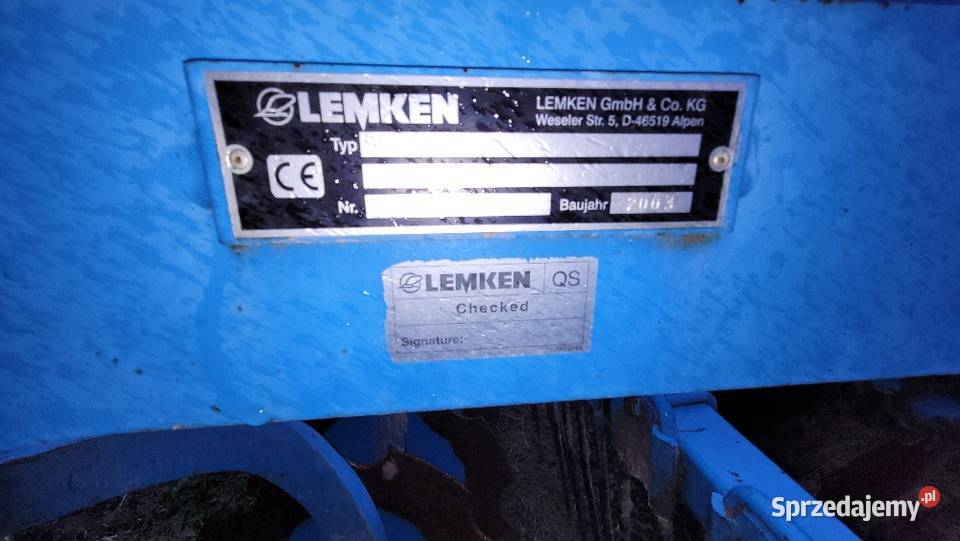 LEMKEN
LEMKEN GmbH & Co. KG
Weseler Str. 5, D-46519 Alpen
Typ
CE
Nr.
Baujahr 2003
LEMKEN QS
Checked
Signature:
Sprzedajemy.pl